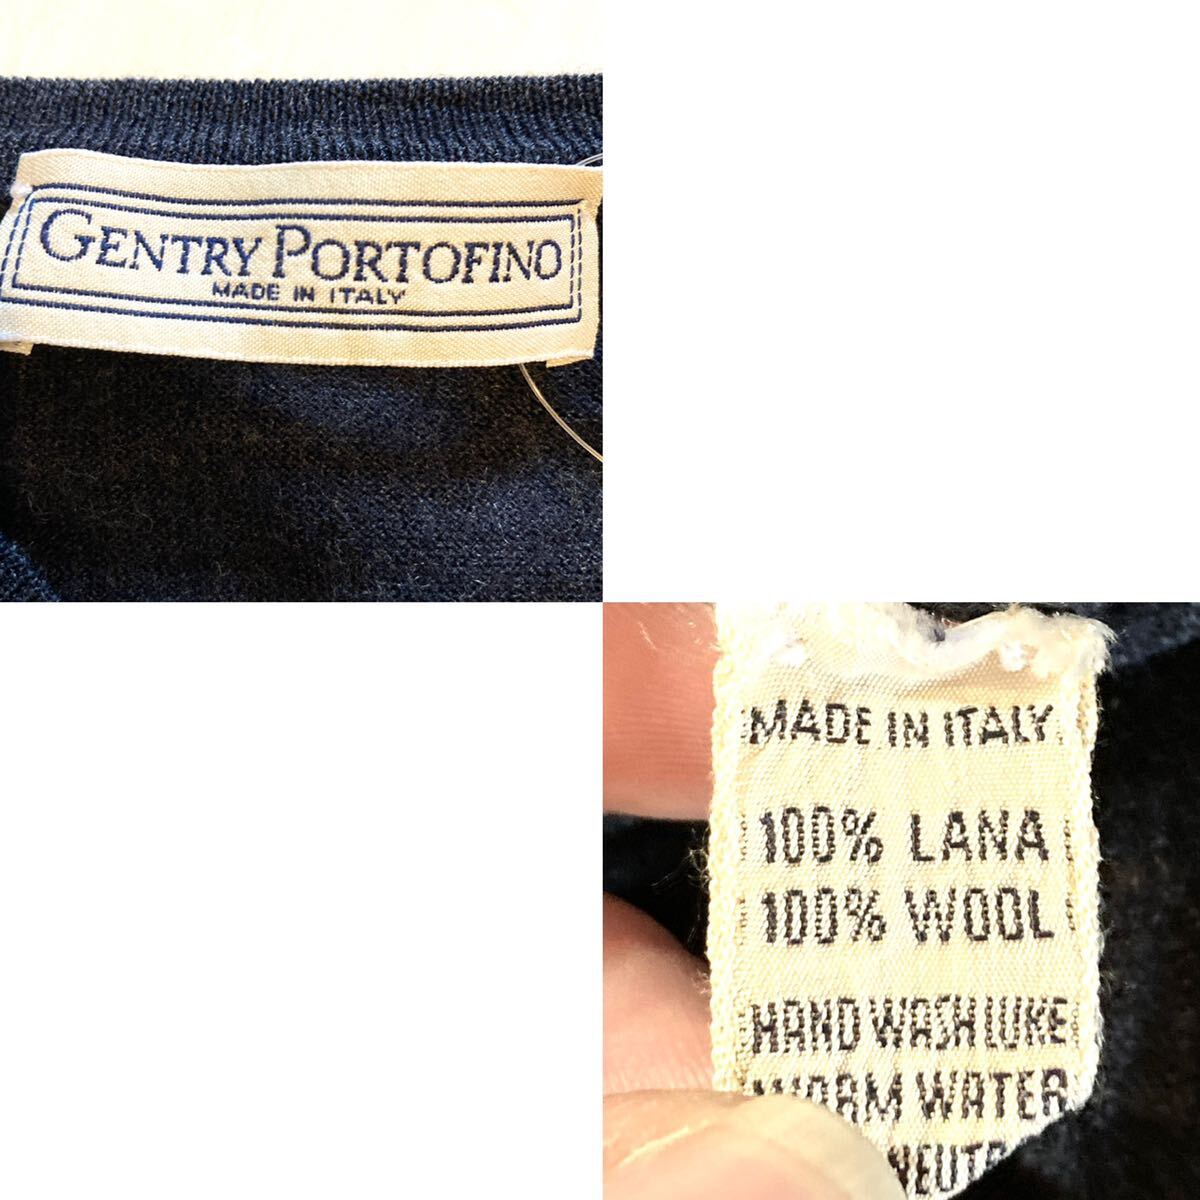 GENTRY PORTOFINO
MADE IN ITALY
MADE IN ITALY
100% LANA
100% WOOL
HAND WASH LUKE
WARM WATER